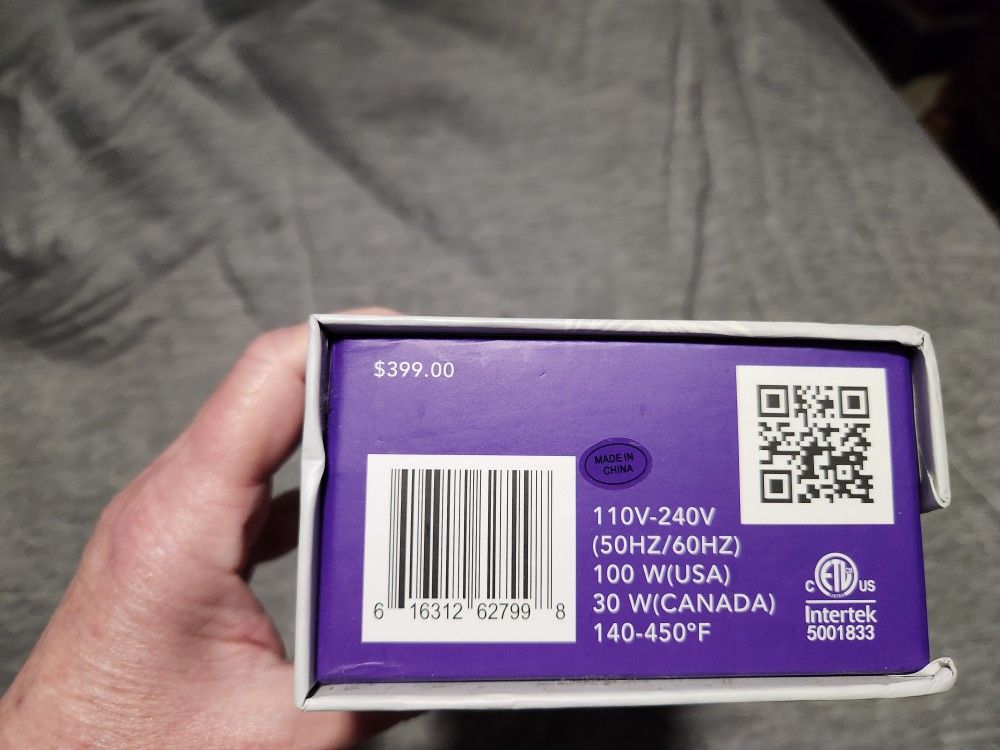 $399.00
MADE IN
CHINA
110V-240V
(50HZ/60HZ)
100 W(USA)
30 W(CANADA)
140-450°F
6 16312 62799 8
C ETL US
Intertek
5001833